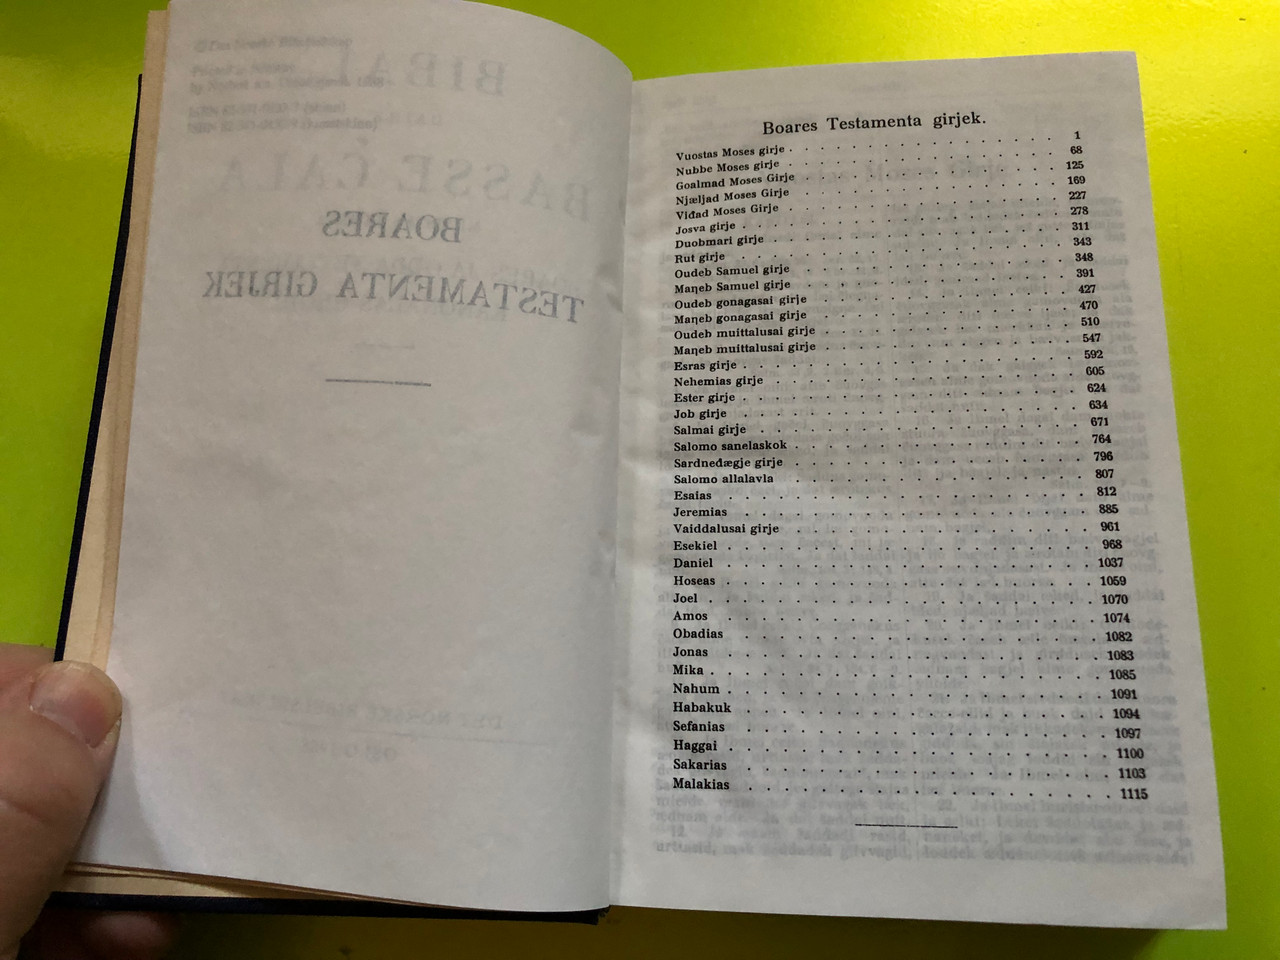 BOARES
TESTAMENTA GIRJEK
Boares Testamenta girjek.
Vuostas Moses girje . . . . . . . . . . . . . . . . 1
Nubbe Moses girje . . . . . . . . . . . . . . . . 68
Goalmad Moses Girje . . . . . . . . . . . . . . . . 125
Njæljad Moses Girje . . . . . . . . . . . . . . . . 169
Viđad Moses Girje . . . . . . . . . . . . . . . . 227
Josva girje . . . . . . . . . . . . . . . . 278
Duobmari girje . . . . . . . . . . . . . . . . 311
Rut girje . . . . . . . . . . . . . . . . 343
Oudeb Samuel girje . . . . . . . . . . . . . . . . 348
Maŋeb Samuel girje . . . . . . . . . . . . . . . . 391
Oudeb gonagasai girje . . . . . . . . . . . . . . . . 427
Maŋeb gonagasai girje . . . . . . . . . . . . . . . . 470
Oudeb muittalusai girje . . . . . . . . . . . . . . . . 510
Maŋeb muittalusai girje . . . . . . . . . . . . . . . . 547
Esras girje . . . . . . . . . . . . . . . . 592
Nehemias girje . . . . . . . . . . . . . . . . 605
Ester girje . . . . . . . . . . . . . . . . 624
Job girje . . . . . . . . . . . . . . . . 634
Salmai girje . . . . . . . . . . . . . . . . 671
Salomo sanelaskok . . . . . . . . . . . . . . . . 764
Sardneđægje girje . . . . . . . . . . . . . . . . 796
Salomo allalavla . . . . . . . . . . . . . . . . 807
Esaias . . . . . . . . . . . . . . . . 812
Jeremias . . . . . . . . . . . . . . . . 885
Vaiddalusai girje . . . . . . . . . . . . . . . . 961
Esekiel . . . . . . . . . . . . . . . . 968
Daniel . . . . . . . . . . . . . . . . 1037
Hoseas . . . . . . . . . . . . . . . . 1059
Joel . . . . . . . . . . . . . . . . 1070
Amos . . . . . . . . . . . . . . . . 1074
Obadias . . . . . . . . . . . . . . . . 1082
Jonas . . . . . . . . . . . . . . . . 1083
Mika . . . . . . . . . . . . . . . . 1085
Nahum . . . . . . . . . . . . . . . . 1091
Habakuk . . . . . . . . . . . . . . . . 1094
Sefanias . . . . . . . . . . . . . . . . 1097
Haggai . . . . . . . . . . . . . . . . 1100
Sakarias . . . . . . . . . . . . . . . . 1103
Malakias . . . . . . . . . . . . . . . . 1115